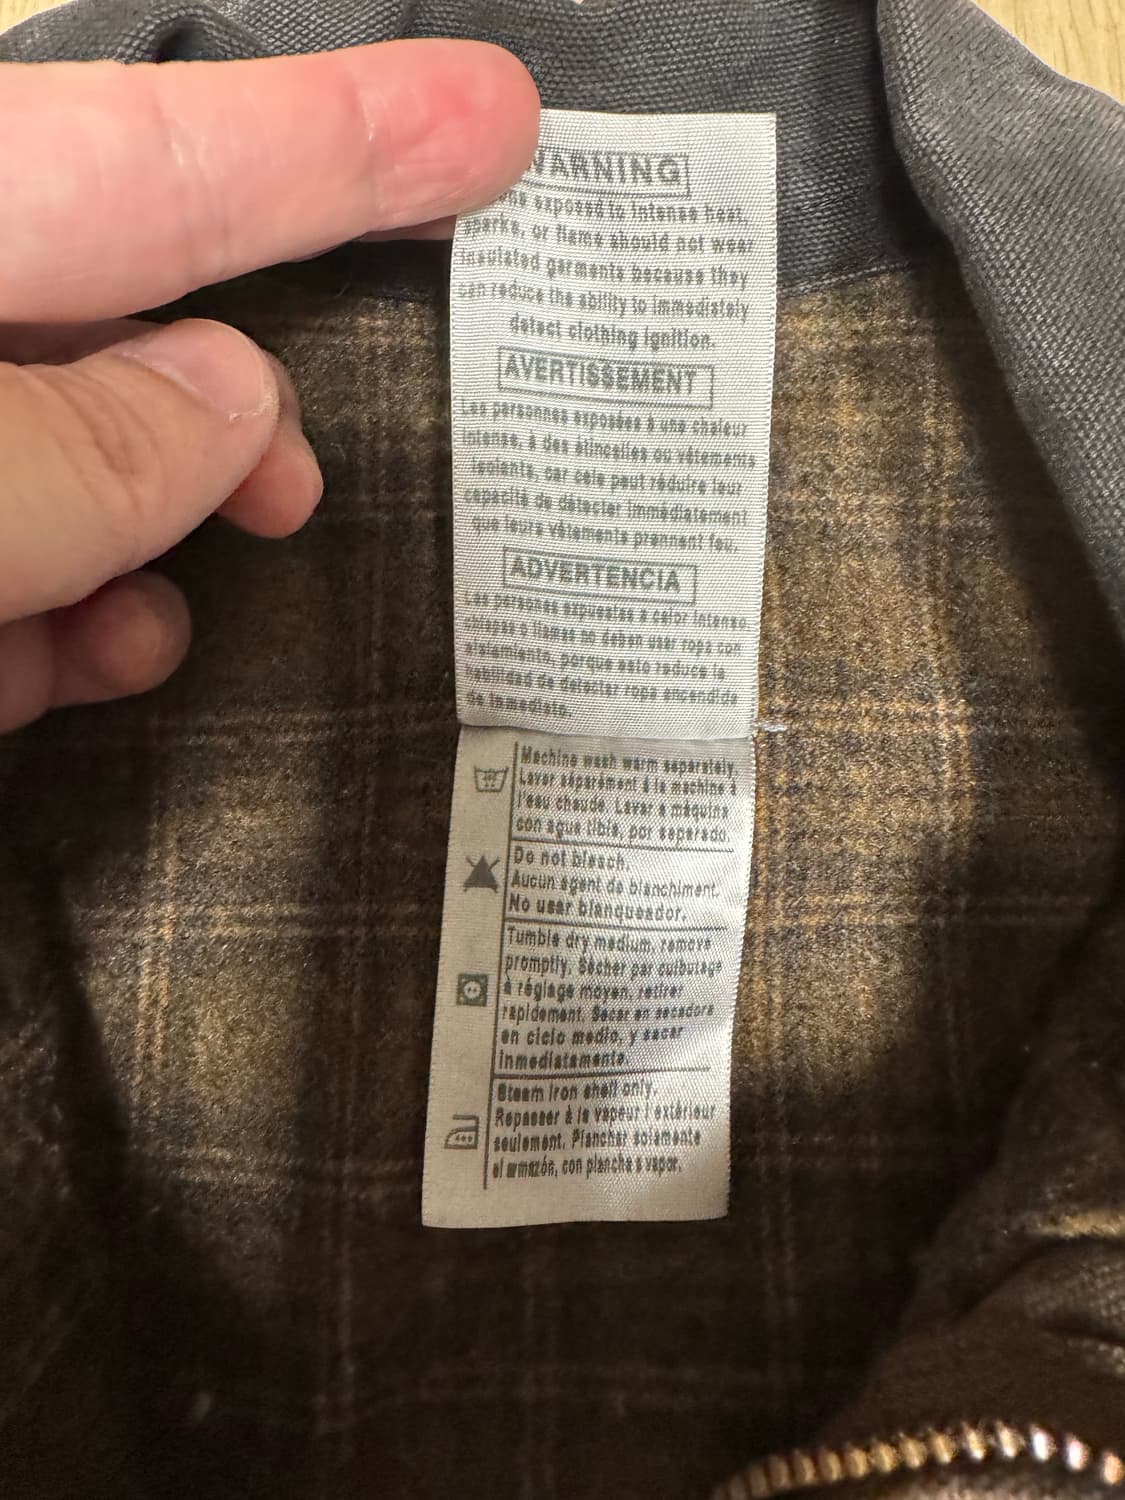 WARNING
exposed to intense heat,
sparks, or flame should not wear
insulated garments because they
can reduce the ability to immediately
detect clothing ignition.
AVERTISSEMENT
Les personnes exposées à une chaleur
intense, à des étincelles ou vêtements
isolants, car cela peut réduire leur
capacité de détecter immédiatement
que leurs vêtements prennent feu.
ADVERTENCIA
Las personas expuestas a calor intenso
chispas o llamas no deben usar ropa con
aislamiento, porque esto reduce la
habilidad de detectar ropa encendida
de inmediato.
Machine wash warm separately.
Laver séparément à la machine à
l'eau chaude. Lavar a máquina
con agua tibia, por separado.
Do not bleach.
Aucun agent de blanchiment.
No usar blanqueador.
Tumble dry medium, remove
promptly. Sécher par culbutage
à réglage moyen, retirer
rapidement. Secar en secadora
en ciclo medio, y sacar
inmediatamente.
Steam iron shell only.
Repasser à la vapeur l'extérieur
seulement. Planchar solamente
el armazón, con plancha a vapor.